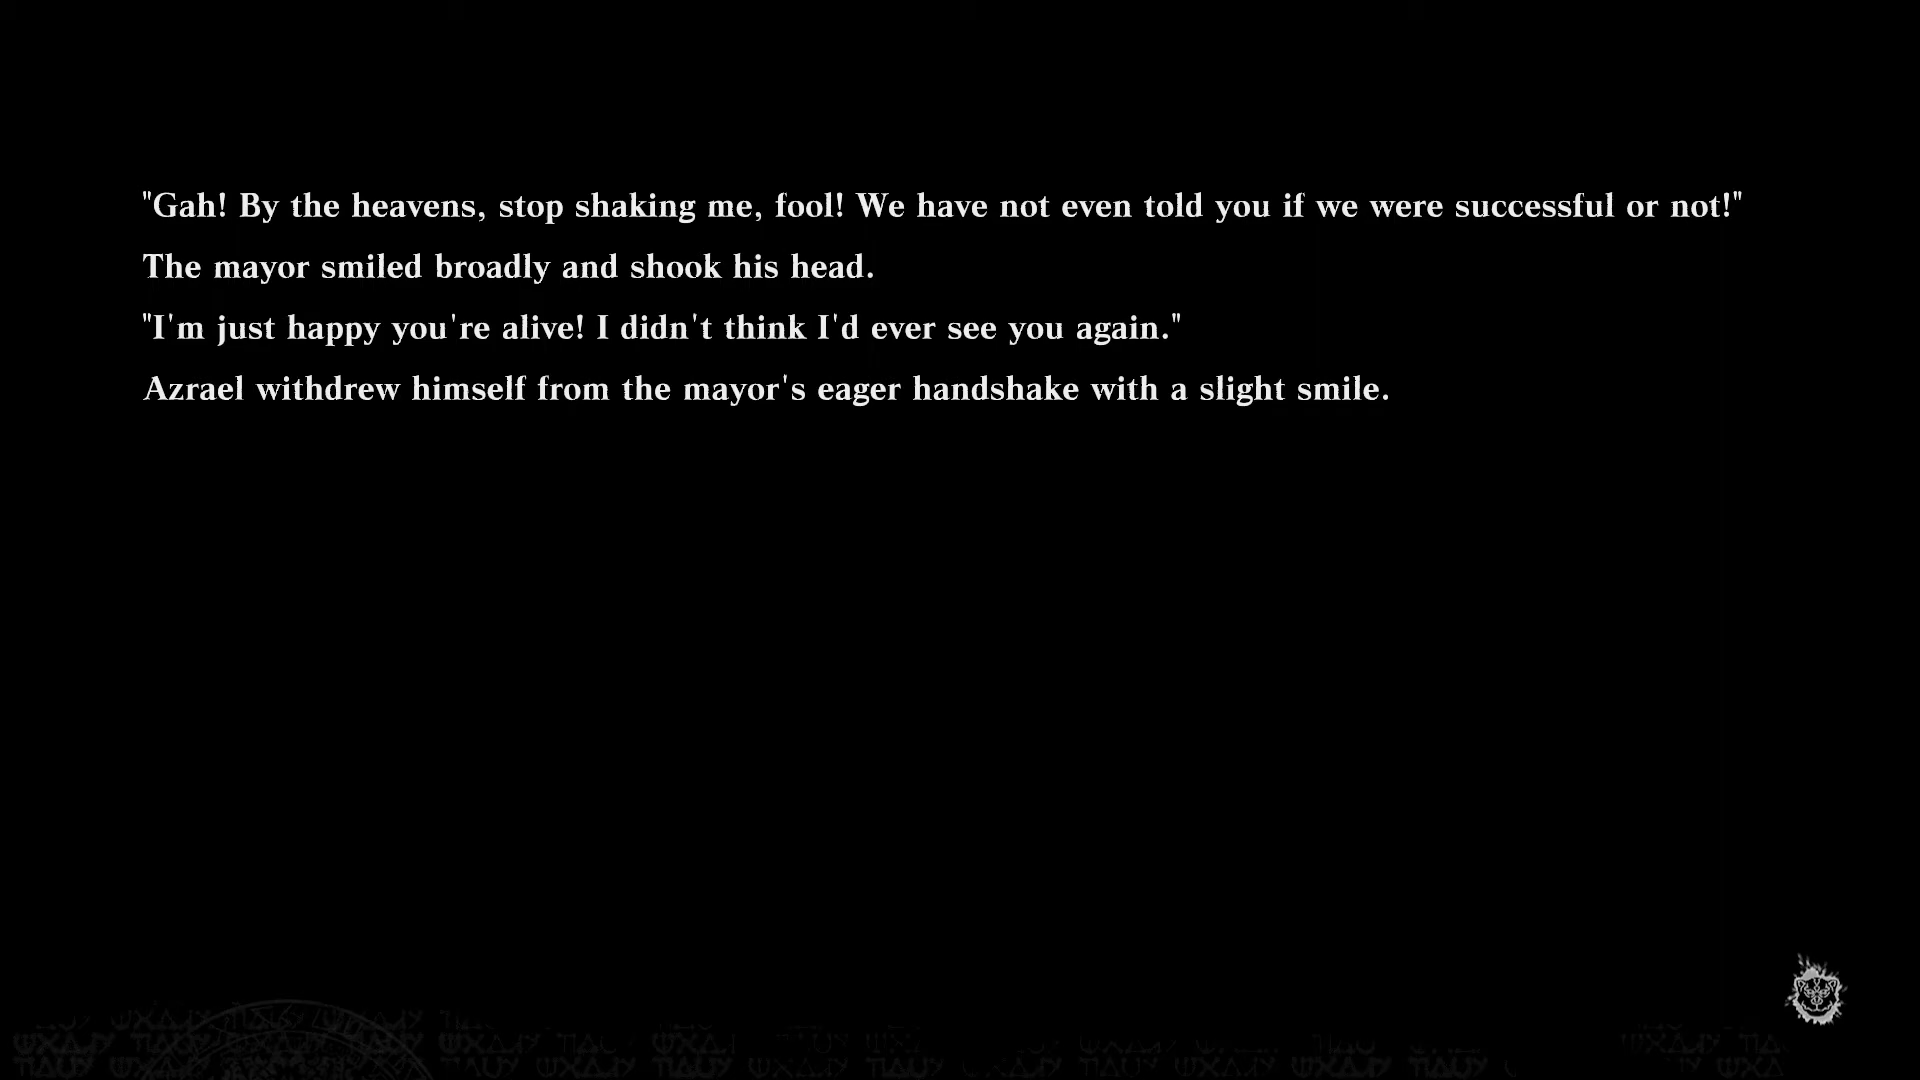 "Gah! By the heavens, stop shaking me, fool! We have not even told you if we were successful or not!"
The mayor smiled broadly and shook his head.
"I'm just happy you're alive! I didn't think I'd ever see you again."
Azrael withdrew himself from the mayor's eager handshake with a slight smile.